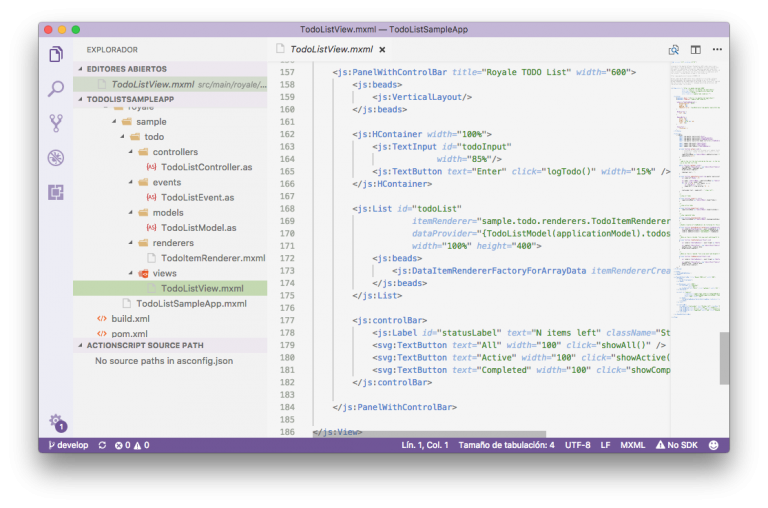 TodoListView.mxml — TodoListSampleApp
EXPLORADOR
EDITORES ABIERTOS
TodoListView.mxml src/main/royale/...
TODOLISTSAMPLEAPP
royale
sample
todo
controllers
TodoListController.as
events
TodoListEvent.as
models
TodoListModel.as
renderers
TodoItemRenderer.mxml
views
TodoListView.mxml
TodoListSampleApp.mxml
build.xml
pom.xml
ACTIONSCRIPT SOURCE PATH
No source paths in asconfig.json
TodoListView.mxml
157 <js:PanelWithControlBar title="Royale TODO List" width="600">
158 <js:beads>
159 <js:VerticalLayout/>
160 </js:beads>
161
162 <js:HContainer width="100%">
163 <js:TextInput id="todoInput"
164 width="85%"/>
165 <js:TextButton text="Enter" click="logTodo()" width="15%" />
166 </js:HContainer>
167
168 <js:List id="todoList"
169 itemRenderer="sample.todo.renderers.TodoItemRenderer
170 dataProvider="{TodoListModel(applicationModel).todos
171 width="100%" height="400">
172 <js:beads>
173 <js:DataItemRendererFactoryForArrayData itemRendererCrea
174 </js:beads>
175 </js:List>
176
177 <js:controlBar>
178 <js:Label id="statusLabel" text="N items left" className="St
179 <svg:TextButton text="All" width="100" click="showAll()" />
180 <svg:TextButton text="Active" width="100" click="showActive(
181 <svg:TextButton text="Completed" width="100" click="showComp
182 </js:controlBar>
183
184 </js:PanelWithControlBar>
185
186 </js:View>
1
develop 0 0 Lín. 1, Col. 1 Tamaño de tabulación: 4 UTF-8 LF MXML No SDK